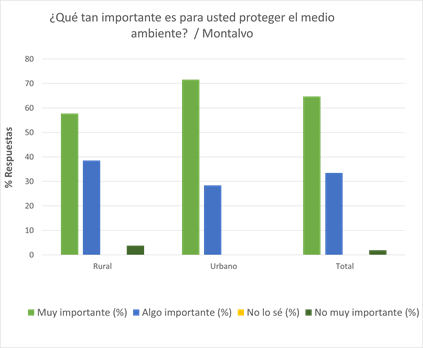 ¿Qué tan importante es para usted proteger el medio
ambiente? / Montalvo
80
70
60
50
40
30
20
10
0
% Respuestas
Rural
Urbano
Total
Muy importante (%)
Algo importante (%)
No lo sé (%)
No muy importante (%)